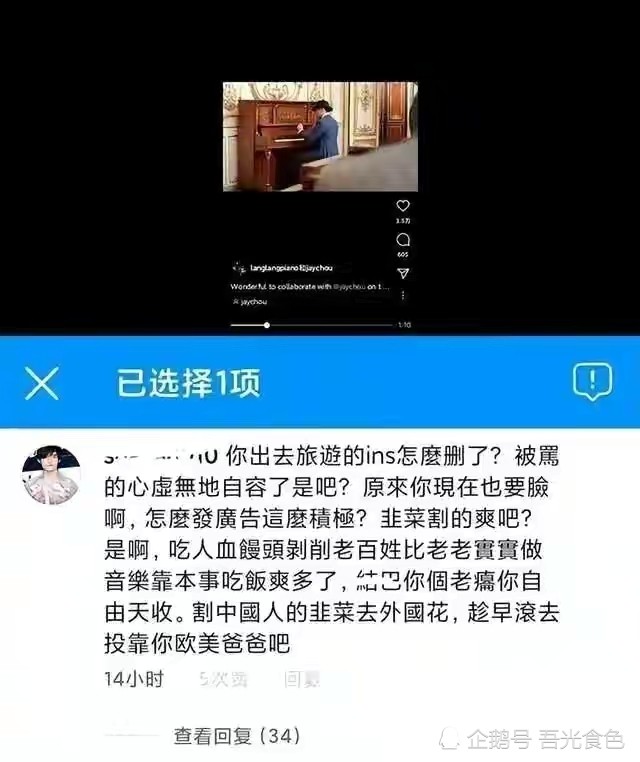 3.5万
605
langlangpiano和jaychou
Wonderful to collaborate with @jaychou on t ...
jaychou
1:10
已选择1项
你出去旅遊的ins怎麼删了？被罵
的心虛無地自容了是吧？原來你現在也要臉
啊，怎麼發廣告這麼積極？韭菜割的爽吧？
是啊，吃人血饅頭剝削老百姓比老老實實做
音樂靠本事吃飯爽多了，結巴你個老癟你自
由天收。割中國人的韭菜去外國花，趁早滾去
投靠你欧美爸爸吧
14小时 5次赞 回复
查看回复 (34)
企鹅号 吾光食色